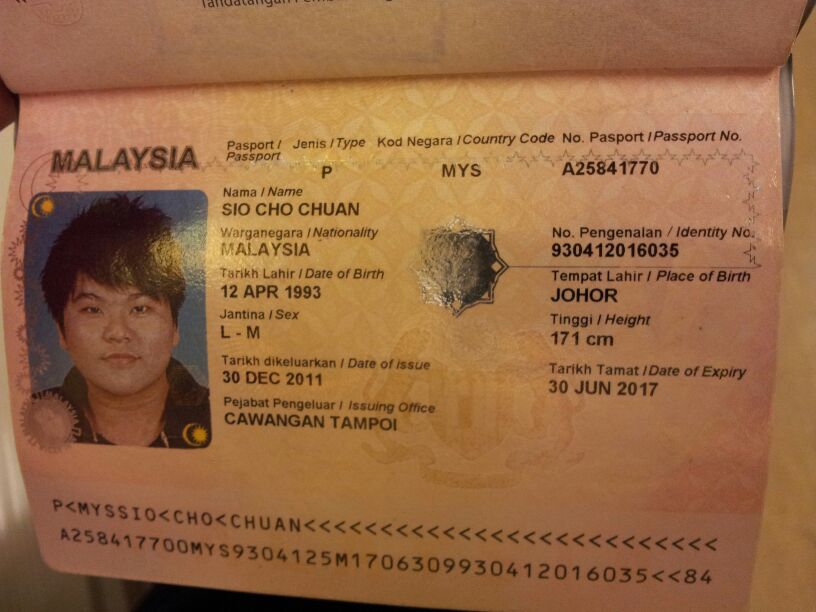 Tandatangan
MALAYSIA
Pasport / Passport Jenis / Type Kod Negara / Country Code No. Pasport / Passport No.
P MYS A25841770
Nama / Name
SIO CHO CHUAN
Warganegara / Nationality No. Pengenalan / Identity No.
MALAYSIA 930412016035
Tarikh Lahir / Date of Birth Tempat Lahir / Place of Birth
12 APR 1993 JOHOR
Jantina / Sex Tinggi / Height
L - M 171 cm
Tarikh dikeluarkan / Date of issue Tarikh Tamat / Date of Expiry
30 DEC 2011 30 JUN 2017
Pejabat Pengeluar / Issuing Office
CAWANGAN TAMPOI
P<MYSSIO<CHO<CHUAN<<<<<<<<<<<<<<<<<<<<<<<<<<
A258417700MYS9304125M1706309930412016035<<84